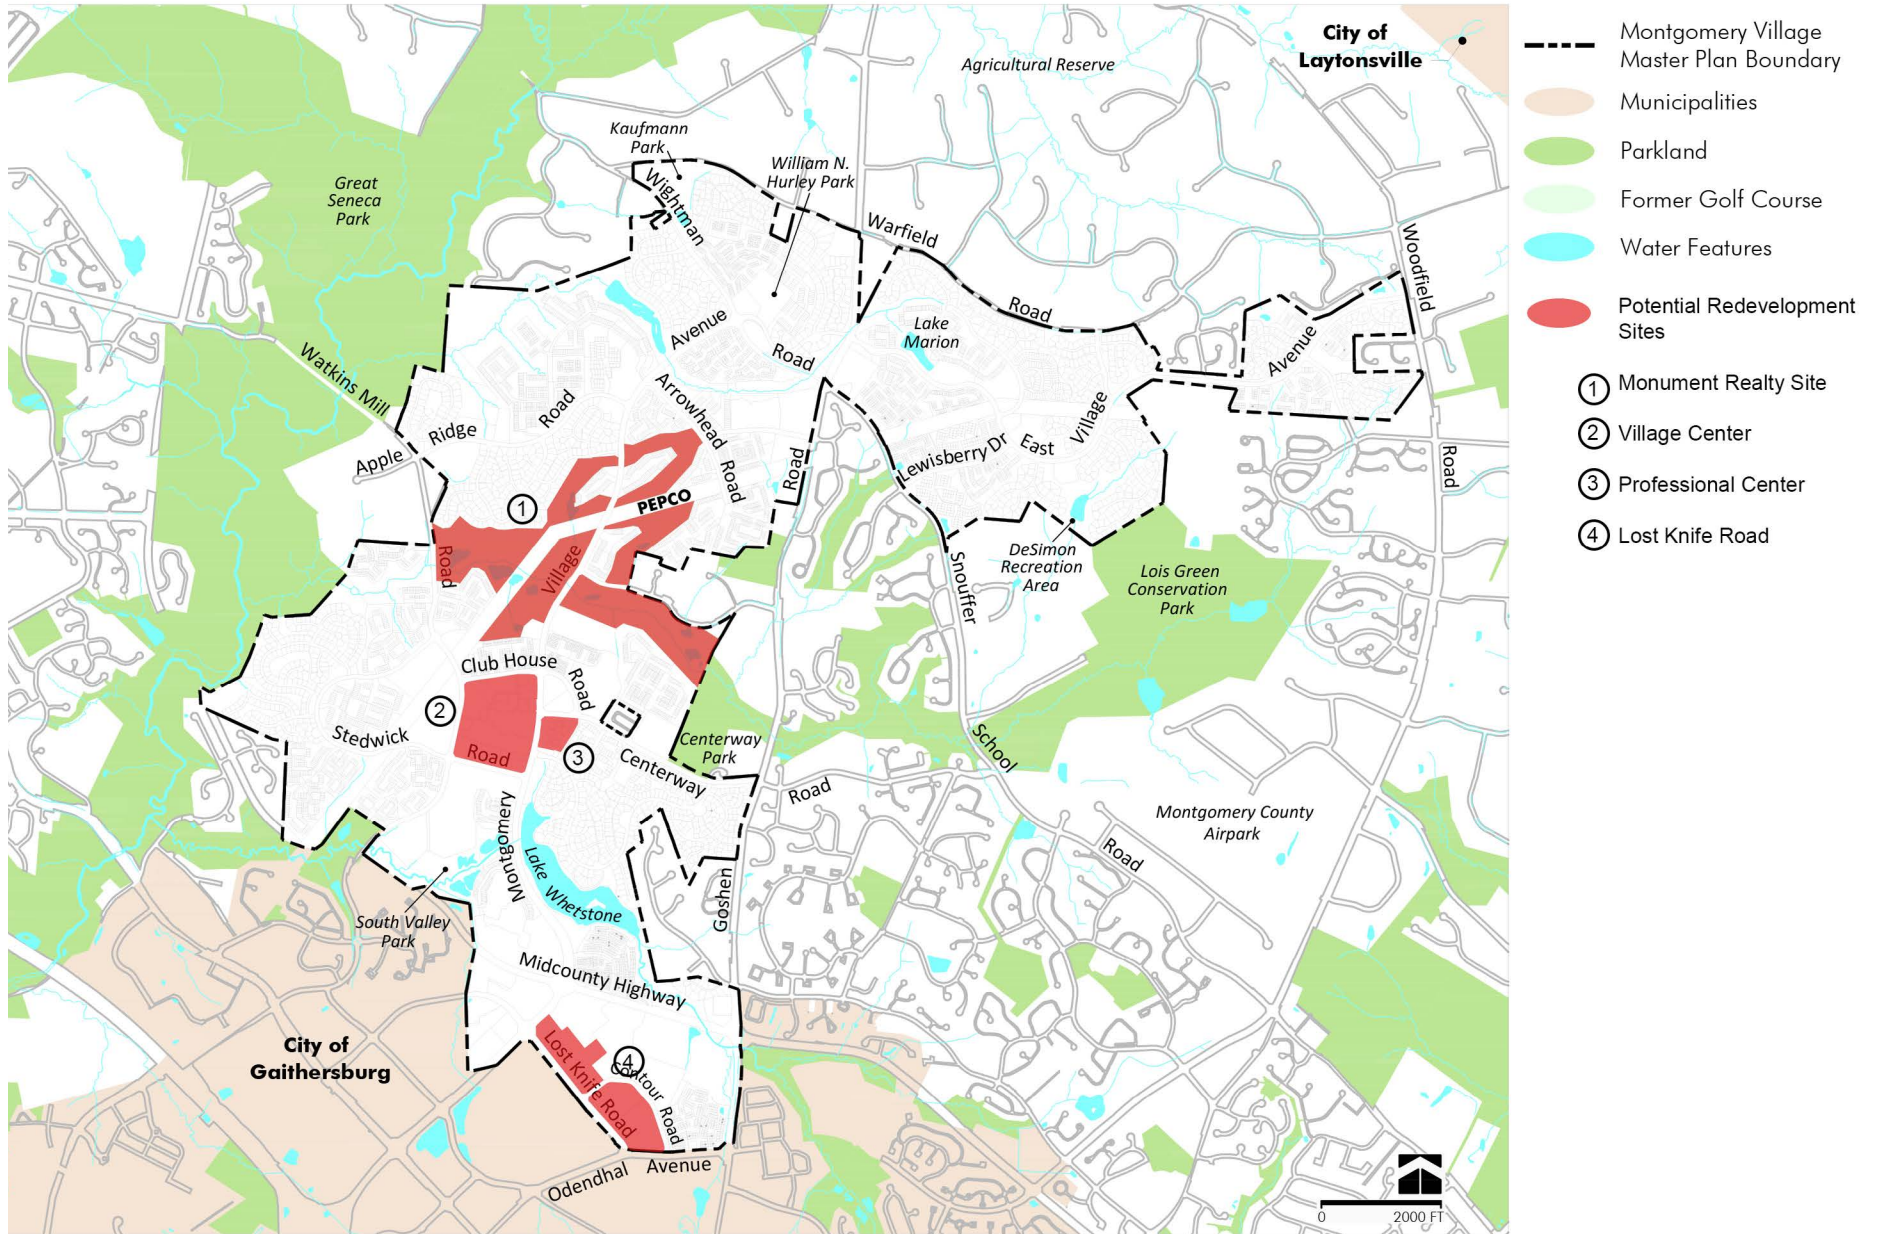 City of
Laytonsville
Agricultural Reserve
Kaufmann
Park
William N.
Hurley Park
Great
Seneca
Park
Wightman
Warfield
Woodfield
Road
Avenue
Road
Lake
Marion
Avenue
Watkins Mill
Arrowhead
Road
Village
Ridge
Apple
Road
Road
Lewisberry Dr
East
Road
1
PEPCO
Road
Village
DeSimon
Recreation
Area
Snouffer
Lois Green
Conservation
Park
Club House
Road
2
Stedwick
Road
3
Centerway
Park
Centerway
School
Road
Montgomery County
Airpark
Montgomery
Road
Lake
Whetstone
Goshen
South Valley
Park
Midcounty Highway
City of
Gaithersburg
Lost Knife Road
4
Contour Road
Odendhal Avenue
0 2000 FT
Montgomery Village
Master Plan Boundary
Municipalities
Parkland
Former Golf Course
Water Features
Potential Redevelopment
Sites
1 Monument Realty Site
2 Village Center
3 Professional Center
4 Lost Knife Road